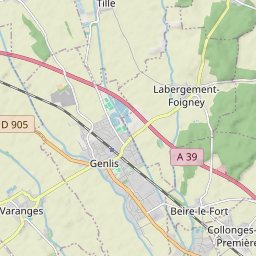 Tille
Labergement-
Foigney
D 905
A 39
Genlis
Varanges
Beire-le-Fort
Collonges-
Première